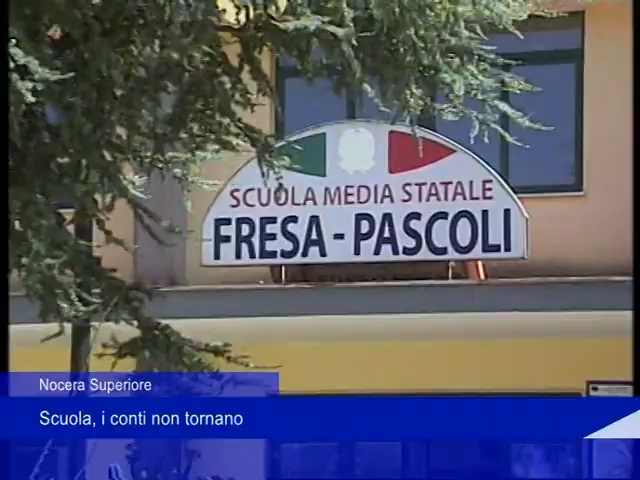 SCUOLA MEDIA STATALE
FRESA-PASCOLI
Nocera Superiore
Scuola, i conti non tornano